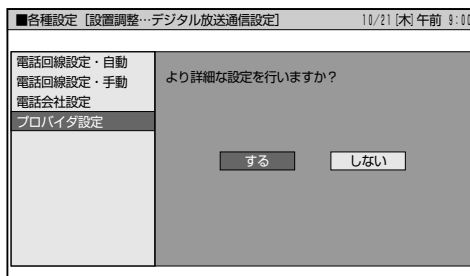 ■各種設定［設置調整…デジタル放送通信設定］ 10/21[木]午前 9:00
電話回線設定・自動
電話回線設定・手動
電話会社設定
プロバイダ設定
より詳細な設定を行いますか？
する しない